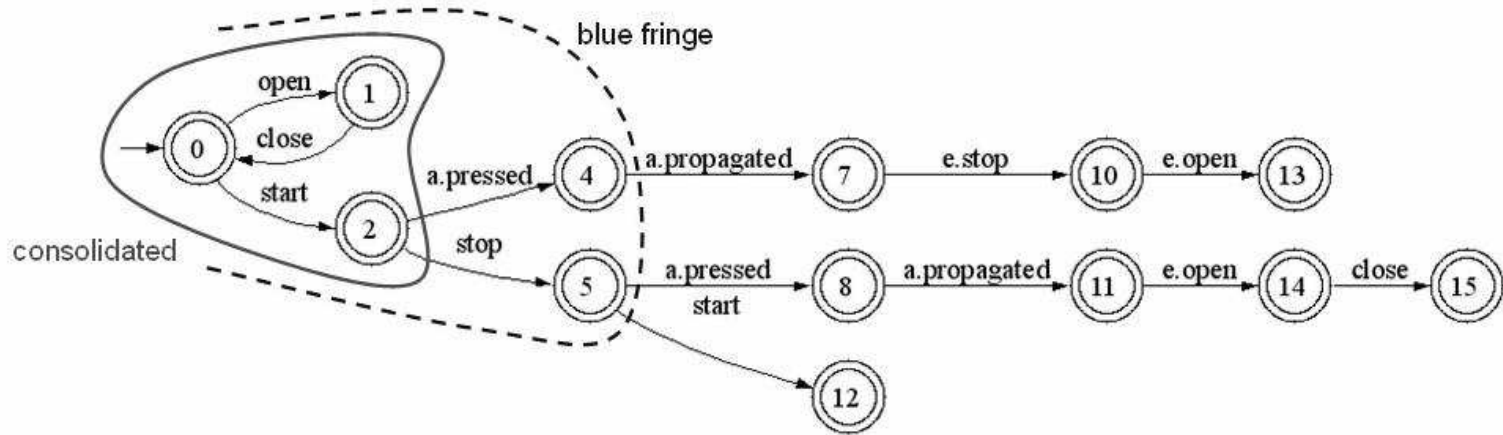 blue fringe
open
1
close
0
start
a.pressed
4
a.propagated
7
e.stop
10
e.open
13
2
consolidated
stop
5
a.pressed
start
8
a.propagated
11
e.open
14
close
15
12